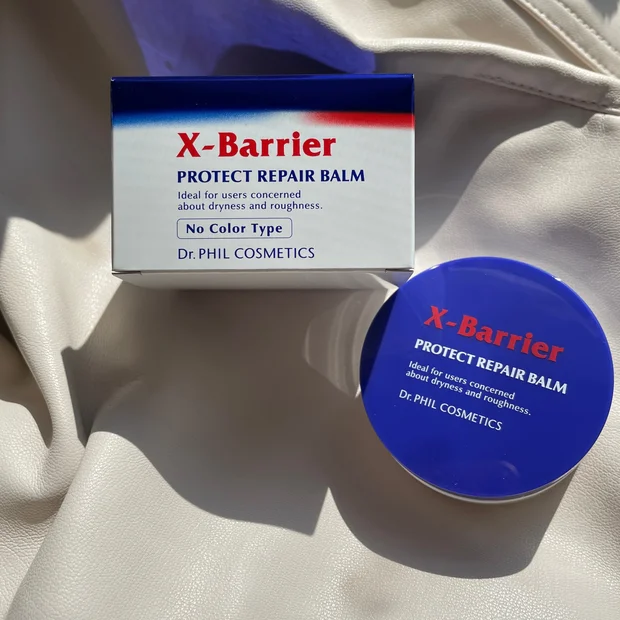 X-Barrier
PROTECT REPAIR BALM
Ideal for users concerned
about dryness and roughness.
No Color Type
Dr. PHIL COSMETICS
X-Barrier
PROTECT REPAIR BALM
Ideal for users concerned
about dryness and roughness.
Dr. PHIL COSMETICS